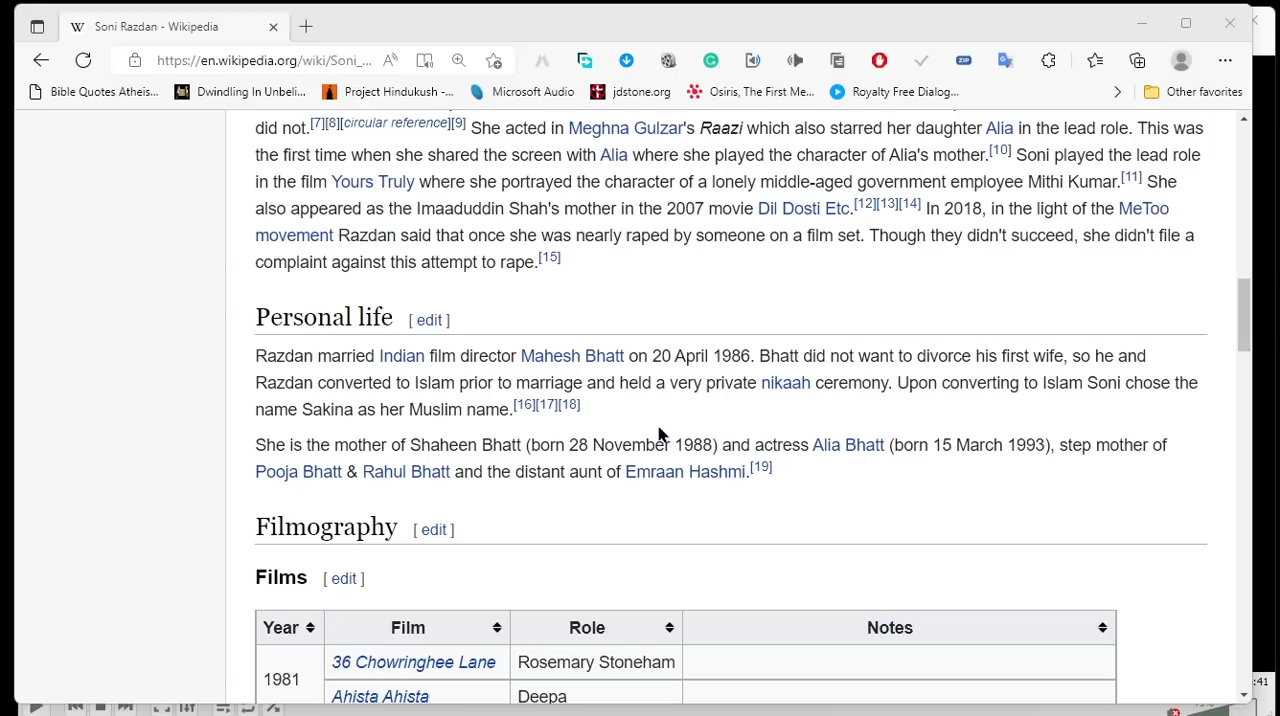 Soni Razdan - Wikipedia
https://en.wikipedia.org/wiki/Soni_...
Bible Quotes Atheis... Dwindling In Unbeli... Project Hindukush -... Microsoft Audio jdstone.org Osiris, The First Me... Royalty Free Dialog... Other favorites
did not.[7][8][circular reference][9] She acted in Meghna Gulzar's Raazi which also starred her daughter Alia in the lead role. This was
the first time when she shared the screen with Alia where she played the character of Alia's mother.[10] Soni played the lead role
in the film Yours Truly where she portrayed the character of a lonely middle-aged government employee Mithi Kumar.[11] She
also appeared as the Imaaduddin Shah's mother in the 2007 movie Dil Dosti Etc.[12][13][14] In 2018, in the light of the MeToo
movement Razdan said that once she was nearly raped by someone on a film set. Though they didn't succeed, she didn't file a
complaint against this attempt to rape.[15]
Personal life [ edit ]
Razdan married Indian film director Mahesh Bhatt on 20 April 1986. Bhatt did not want to divorce his first wife, so he and
Razdan converted to Islam prior to marriage and held a very private nikaah ceremony. Upon converting to Islam Soni chose the
name Sakina as her Muslim name.[16][17][18]
She is the mother of Shaheen Bhatt (born 28 November 1988) and actress Alia Bhatt (born 15 March 1993), step mother of
Pooja Bhatt & Rahul Bhatt and the distant aunt of Emraan Hashmi.[19]
Filmography [ edit ]
Films [ edit ]
Year Film Role Notes
1981 36 Chowringhee Lane Rosemary Stoneham
Ahista Ahista Deepa
:41